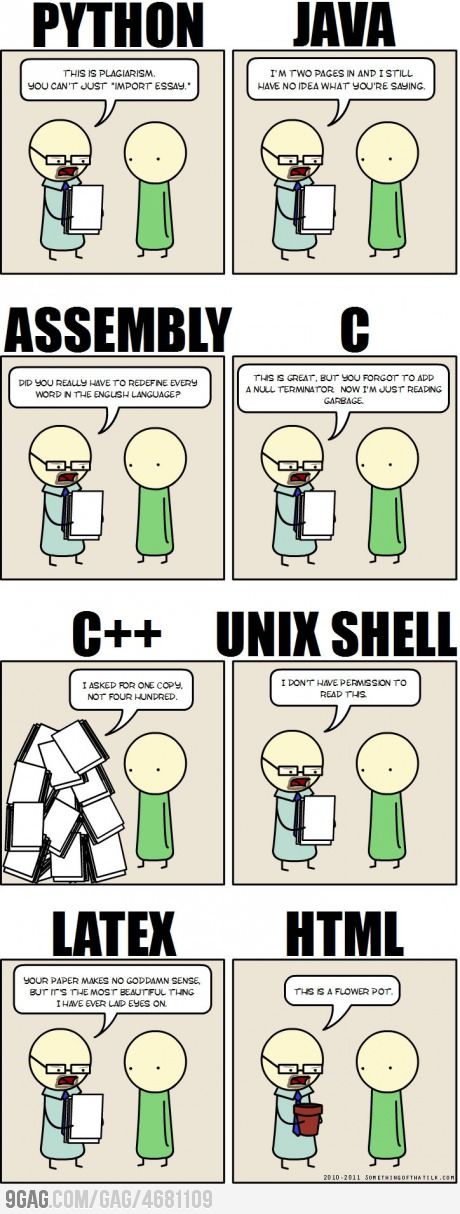 PYTHON
THIS IS PLAGIARISM.
YOU CAN'T JUST "IMPORT ESSAY."
JAVA
I'M TWO PAGES IN AND I STILL
HAVE NO IDEA WHAT YOU'RE SAYING.
ASSEMBLY
DID YOU REALLY HAVE TO REDEFINE EVERY
WORD IN THE ENGLISH LANGUAGE?
C
THIS IS GREAT, BUT YOU FORGOT TO ADD
A NULL TERMINATOR. NOW I'M JUST READING
GARBAGE.
C++
I ASKED FOR ONE COPY,
NOT FOUR HUNDRED.
UNIX SHELL
I DON'T HAVE PERMISSION TO
READ THIS.
LATEX
YOUR PAPER MAKES NO GODDAMN SENSE,
BUT IT'S THE MOST BEAUTIFUL THING
I HAVE EVER LAID EYES ON.
HTML
THIS IS A FLOWER POT.
2010-2011 SOMETHINGOFTHATILK.COM
9GAG.COM/GAG/4681109